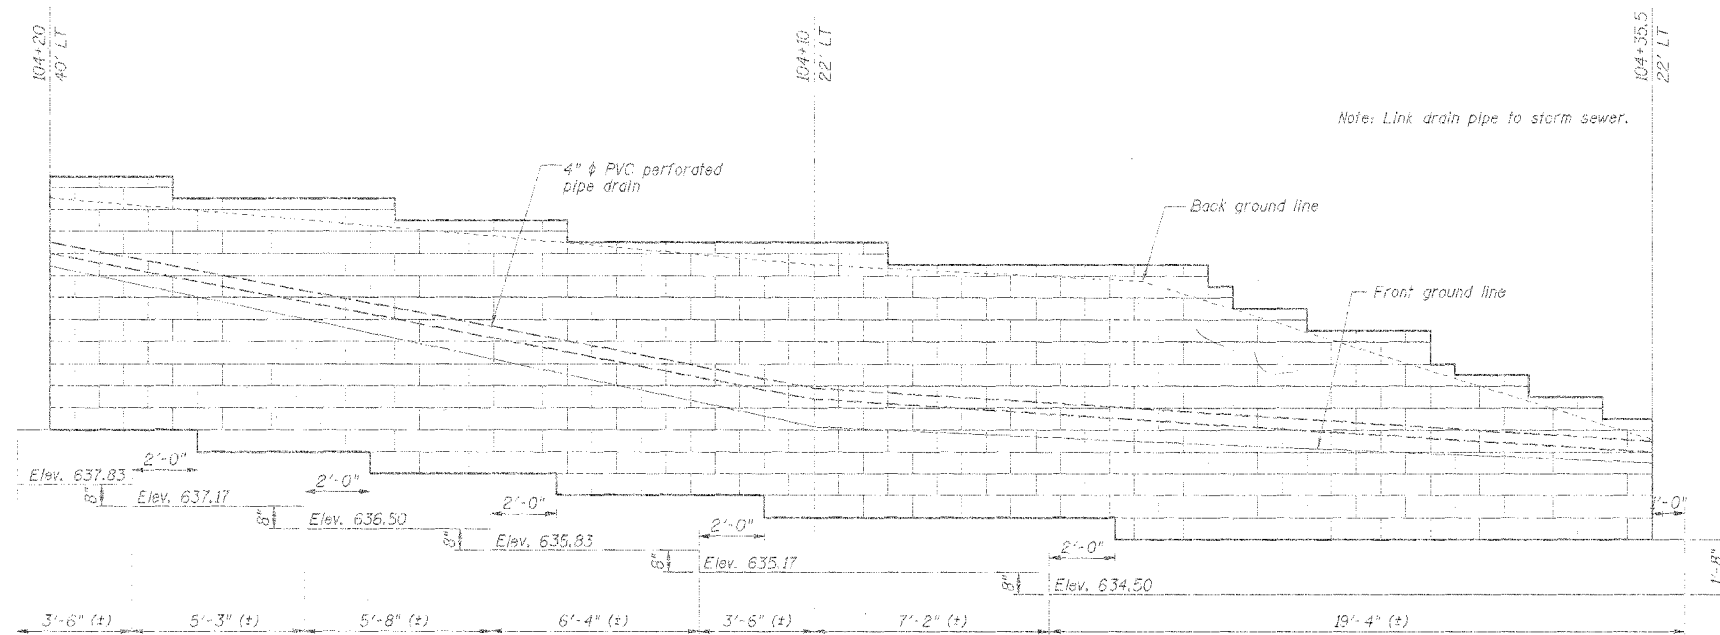 104+20
40' LT
104+10
22' LT
104+35.5
22' LT
Note: Link drain pipe to storm sewer.
4" ϕ PVC perforated
pipe drain
Back ground line
Front ground line
Elev. 637.83
2'-0"
8"
Elev. 637.17
2'-0"
8"
Elev. 636.50
2'-0"
8"
Elev. 635.83
2'-0"
8"
Elev. 635.17
2'-0"
8"
Elev. 634.50
1'-8"
3'-6" (±)
5'-3" (±)
5'-8" (±)
6'-4" (±)
3'-6" (±)
7'-2" (±)
19'-4" (±)